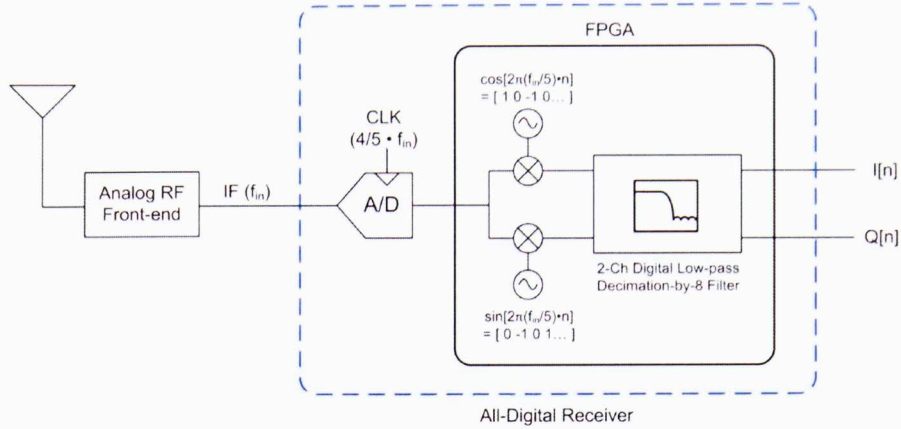 FPGA
cos[2π(fin/5)•n]
= [ 1 0 -1 0... ]
CLK
(4/5 • fin)
Analog RF
Front-end
IF (fin)
A/D
I[n]
Q[n]
2-Ch Digital Low-pass
Decimation-by-8 Filter
sin[2π(fin/5)•n]
= [ 0 -1 0 1... ]
All-Digital Receiver